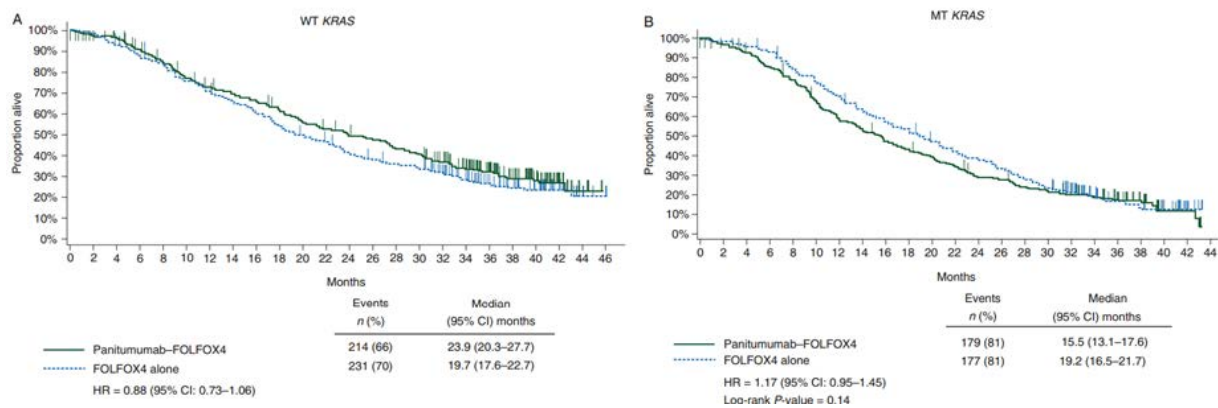 A
WT KRAS
100%
90%
80%
70%
60%
50%
40%
30%
20%
10%
0%
Proportion alive
0 2 4 6 8 10 12 14 16 18 20 22 24 26 28 30 32 34 36 38 40 42 44 46
Months
Events
n (%)
Median
(95% CI) months
Panitumumab–FOLFOX4 214 (66) 23.9 (20.3–27.7)
FOLFOX4 alone 231 (70) 19.7 (17.6–22.7)
HR = 0.88 (95% CI: 0.73–1.06)
B
MT KRAS
100%
90%
80%
70%
60%
50%
40%
30%
20%
10%
0%
Proportion alive
0 2 4 6 8 10 12 14 16 18 20 22 24 26 28 30 32 34 36 38 40 42 44
Months
Events
n (%)
Median
(95% CI) months
Panitumumab–FOLFOX4 179 (81) 15.5 (13.1–17.6)
FOLFOX4 alone 177 (81) 19.2 (16.5–21.7)
HR = 1.17 (95% CI: 0.95–1.45)
Log-rank P-value = 0.14